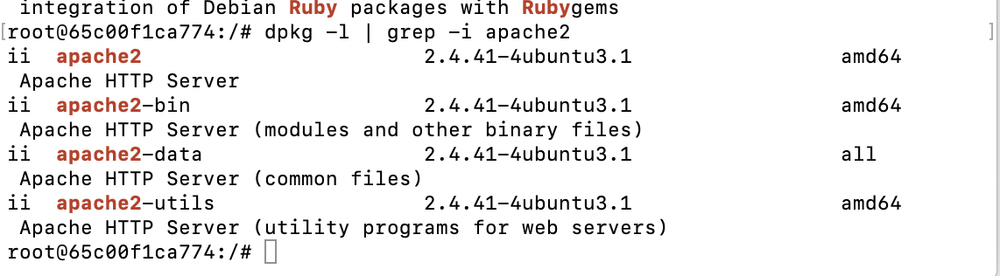 integration of Debian Ruby packages with Rubygems
[root@65c00f1ca774:/# dpkg -l | grep -i apache2 ]
ii  apache2                       2.4.41-4ubuntu3.1                 amd64
 Apache HTTP Server
ii  apache2-bin                   2.4.41-4ubuntu3.1                 amd64
 Apache HTTP Server (modules and other binary files)
ii  apache2-data                  2.4.41-4ubuntu3.1                 all
 Apache HTTP Server (common files)
ii  apache2-utils                 2.4.41-4ubuntu3.1                 amd64
 Apache HTTP Server (utility programs for web servers)
root@65c00f1ca774:/#